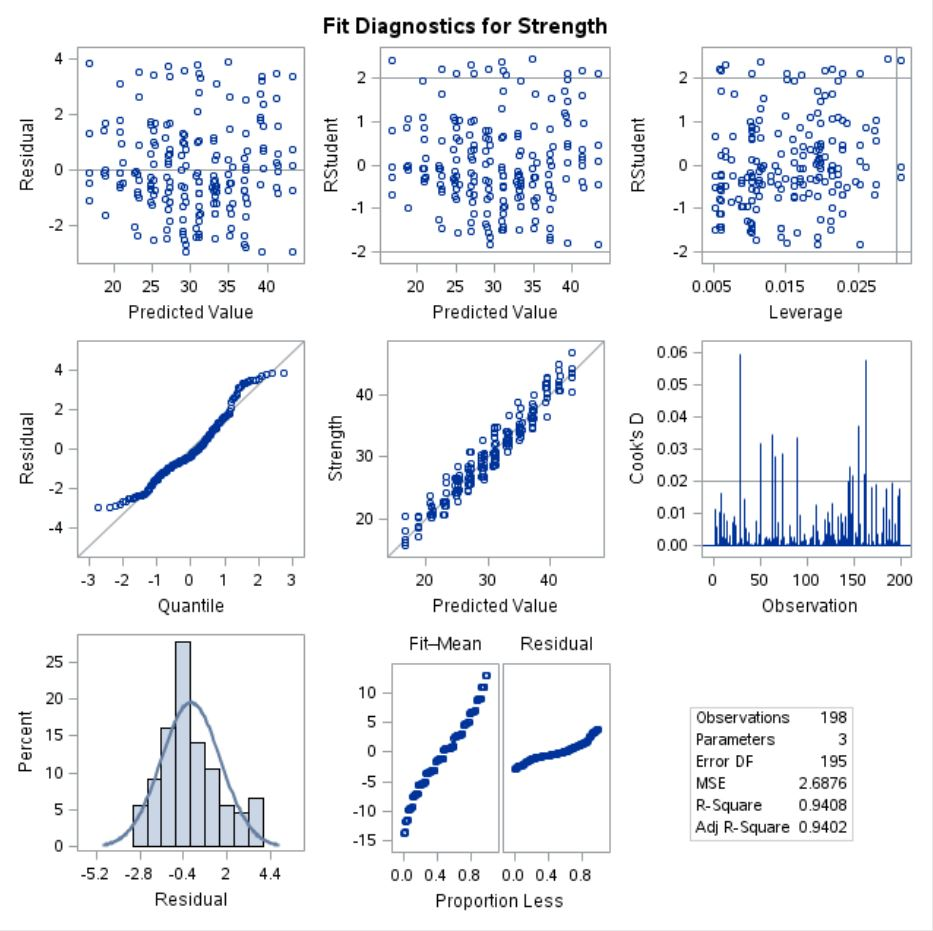 Fit Diagnostics for Strength
Residual
4
2
0
-2
20 25 30 35 40
Predicted Value
RStudent
2
1
0
-1
-2
20 25 30 35 40
Predicted Value
RStudent
2
1
0
-1
-2
0.005 0.015 0.025
Leverage
Residual
4
2
0
-2
-4
-3 -2 -1 0 1 2 3
Quantile
Strength
40
30
20
20 30 40
Predicted Value
Cook's D
0.06
0.05
0.04
0.03
0.02
0.01
0.00
0 50 100 150 200
Observation
Percent
25
20
15
10
5
0
-5.2 -2.8 -0.4 2 4.4
Residual
Fit–Mean Residual
10
5
0
-5
-10
-15
0.0 0.4 0.8 0.0 0.4 0.8
Proportion Less
Observations 198
Parameters 3
Error DF 195
MSE 2.6876
R-Square 0.9408
Adj R-Square 0.9402